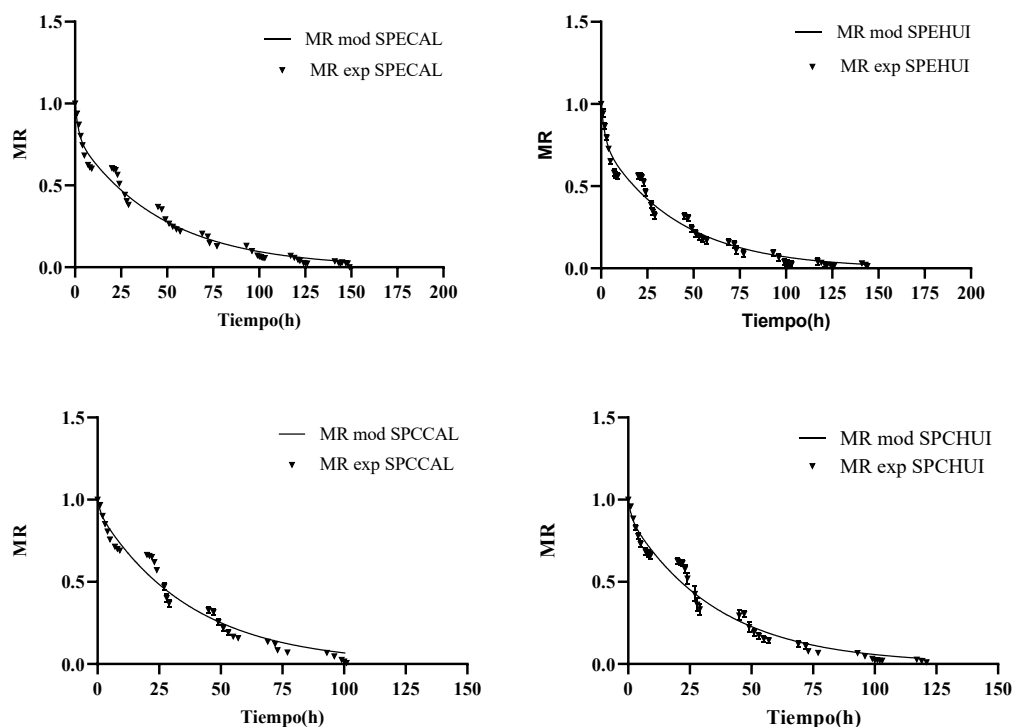 1.5
MR mod SPECAL
MR exp SPECAL
1.0
MR
0.5
0.0
0 25 50 75 100 125 150 175 200
Tiempo(h)
1.5
MR mod SPEHUI
MR exp SPEHUI
1.0
MR
0.5
0.0
0 25 50 75 100 125 150 175 200
Tiempo(h)
1.5
MR mod SPCCAL
MR exp SPCCAL
1.0
MR
0.5
0.0
0 25 50 75 100 125 150
Tiempo(h)
1.5
MR mod SPCHUI
MR exp SPCHUI
1.0
MR
0.5
0.0
0 25 50 75 100 125 150
Tiempo(h)